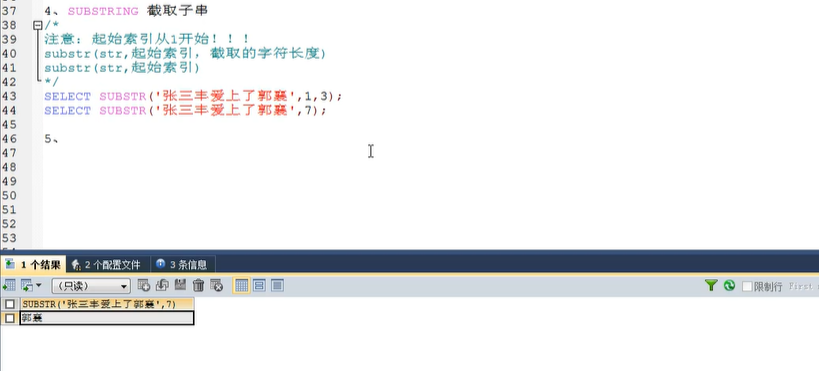 37 4、SUBSTRING 截取子串
38 /*
39 注意：起始索引从1开始！！！
40 substr(str,起始索引，截取的字符长度)
41 substr(str,起始索引)
42 */
43 SELECT SUBSTR('张三丰爱上了郭襄',1,3);
44 SELECT SUBSTR('张三丰爱上了郭襄',7);
45
46 5、
47
48
49
50
51
52
53
1 个结果 2 个配置文件 3 条信息
(只读) 限制行 First
SUBSTR('张三丰爱上了郭襄',7)
郭襄